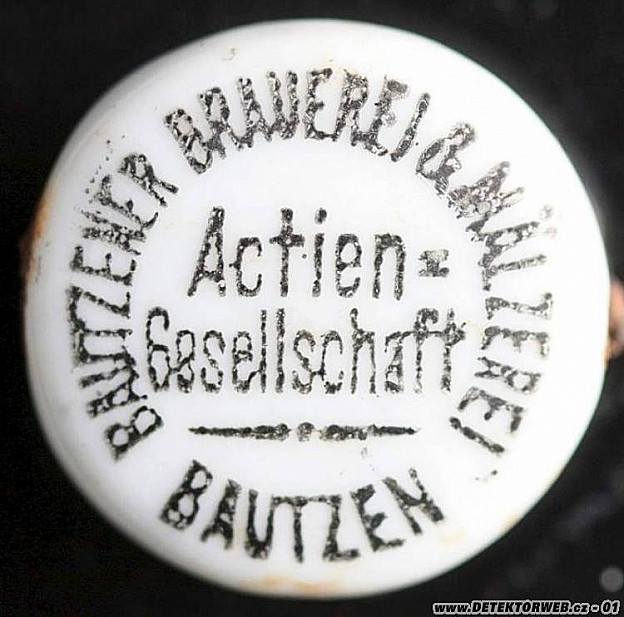 BAUTZENER BRAUEREI & MÄLZEREI
Actien=
Gesellschaft
BAUTZEN
www.DETEKTORWEB.cz - 01